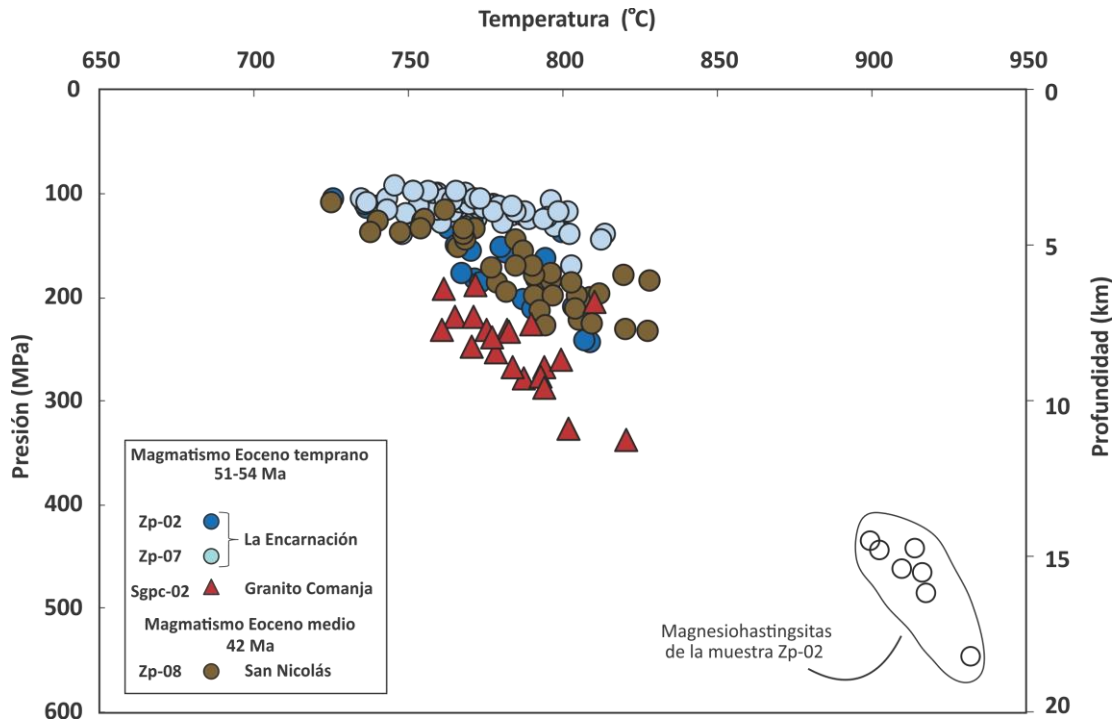 Temperatura (°C)
650 700 750 800 850 900 950
0 0
100
5
200
300
10
400
15
500
600 20
Presión (MPa)
Profundidad (km)
Magmatismo Eoceno temprano
51-54 Ma
Zp-02
La Encarnación
Zp-07
Sgpc-02 Granito Comanja
Magmatismo Eoceno medio
42 Ma
Zp-08 San Nicolás
Magnesiohastingsitas
de la muestra Zp-02